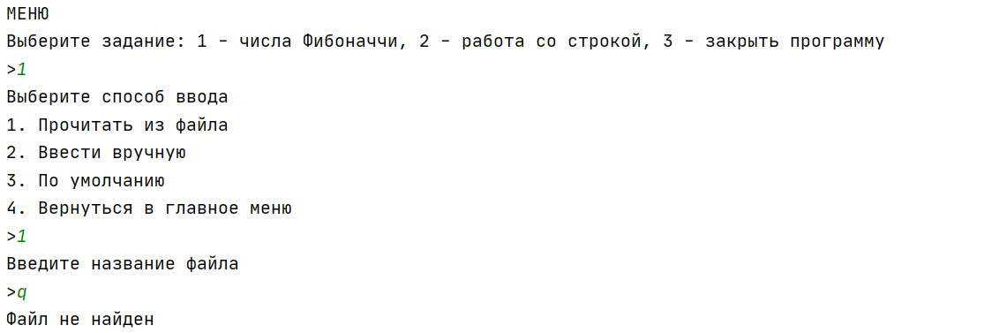 МЕНЮ
Выберите задание: 1 - числа Фибоначчи, 2 - работа со строкой, 3 - закрыть программу
>1
Выберите способ ввода
1. Прочитать из файла
2. Ввести вручную
3. По умолчанию
4. Вернуться в главное меню
>1
Введите название файла
>q
Файл не найден